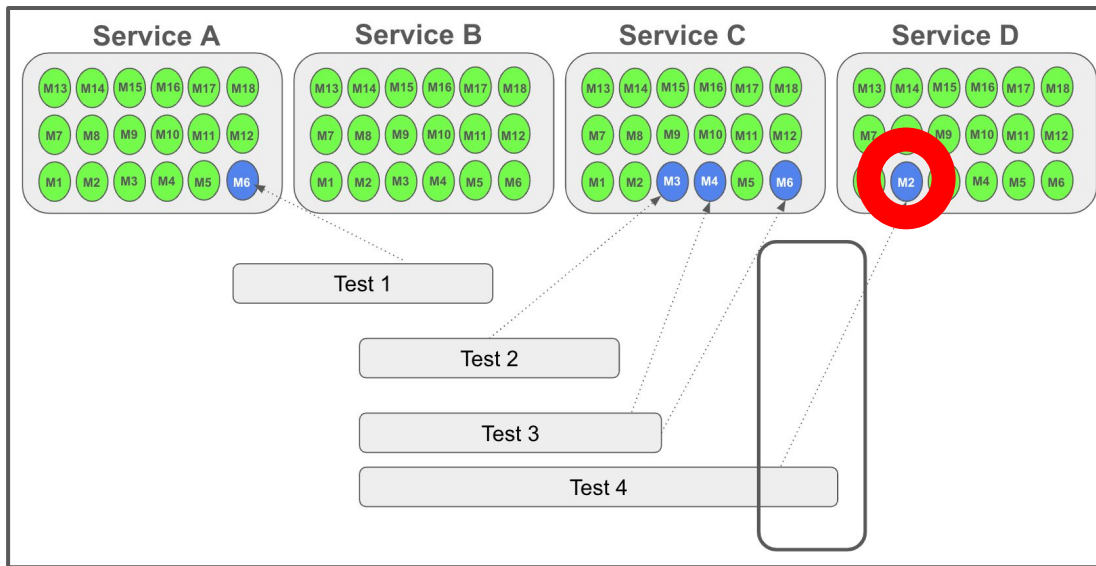 Service A Service B Service C Service D
M13 M14 M15 M16 M17 M18 M13 M14 M15 M16 M17 M18 M13 M14 M15 M16 M17 M18 M13 M14 M15 M16 M17 M18
M7 M8 M9 M10 M11 M12 M7 M8 M9 M10 M11 M12 M7 M8 M9 M10 M11 M12 M7 M9 M10 M11 M12
M1 M2 M3 M4 M5 M6 M1 M2 M3 M4 M5 M6 M1 M2 M3 M4 M5 M6 M2 M4 M5 M6
Test 1
Test 2
Test 3
Test 4